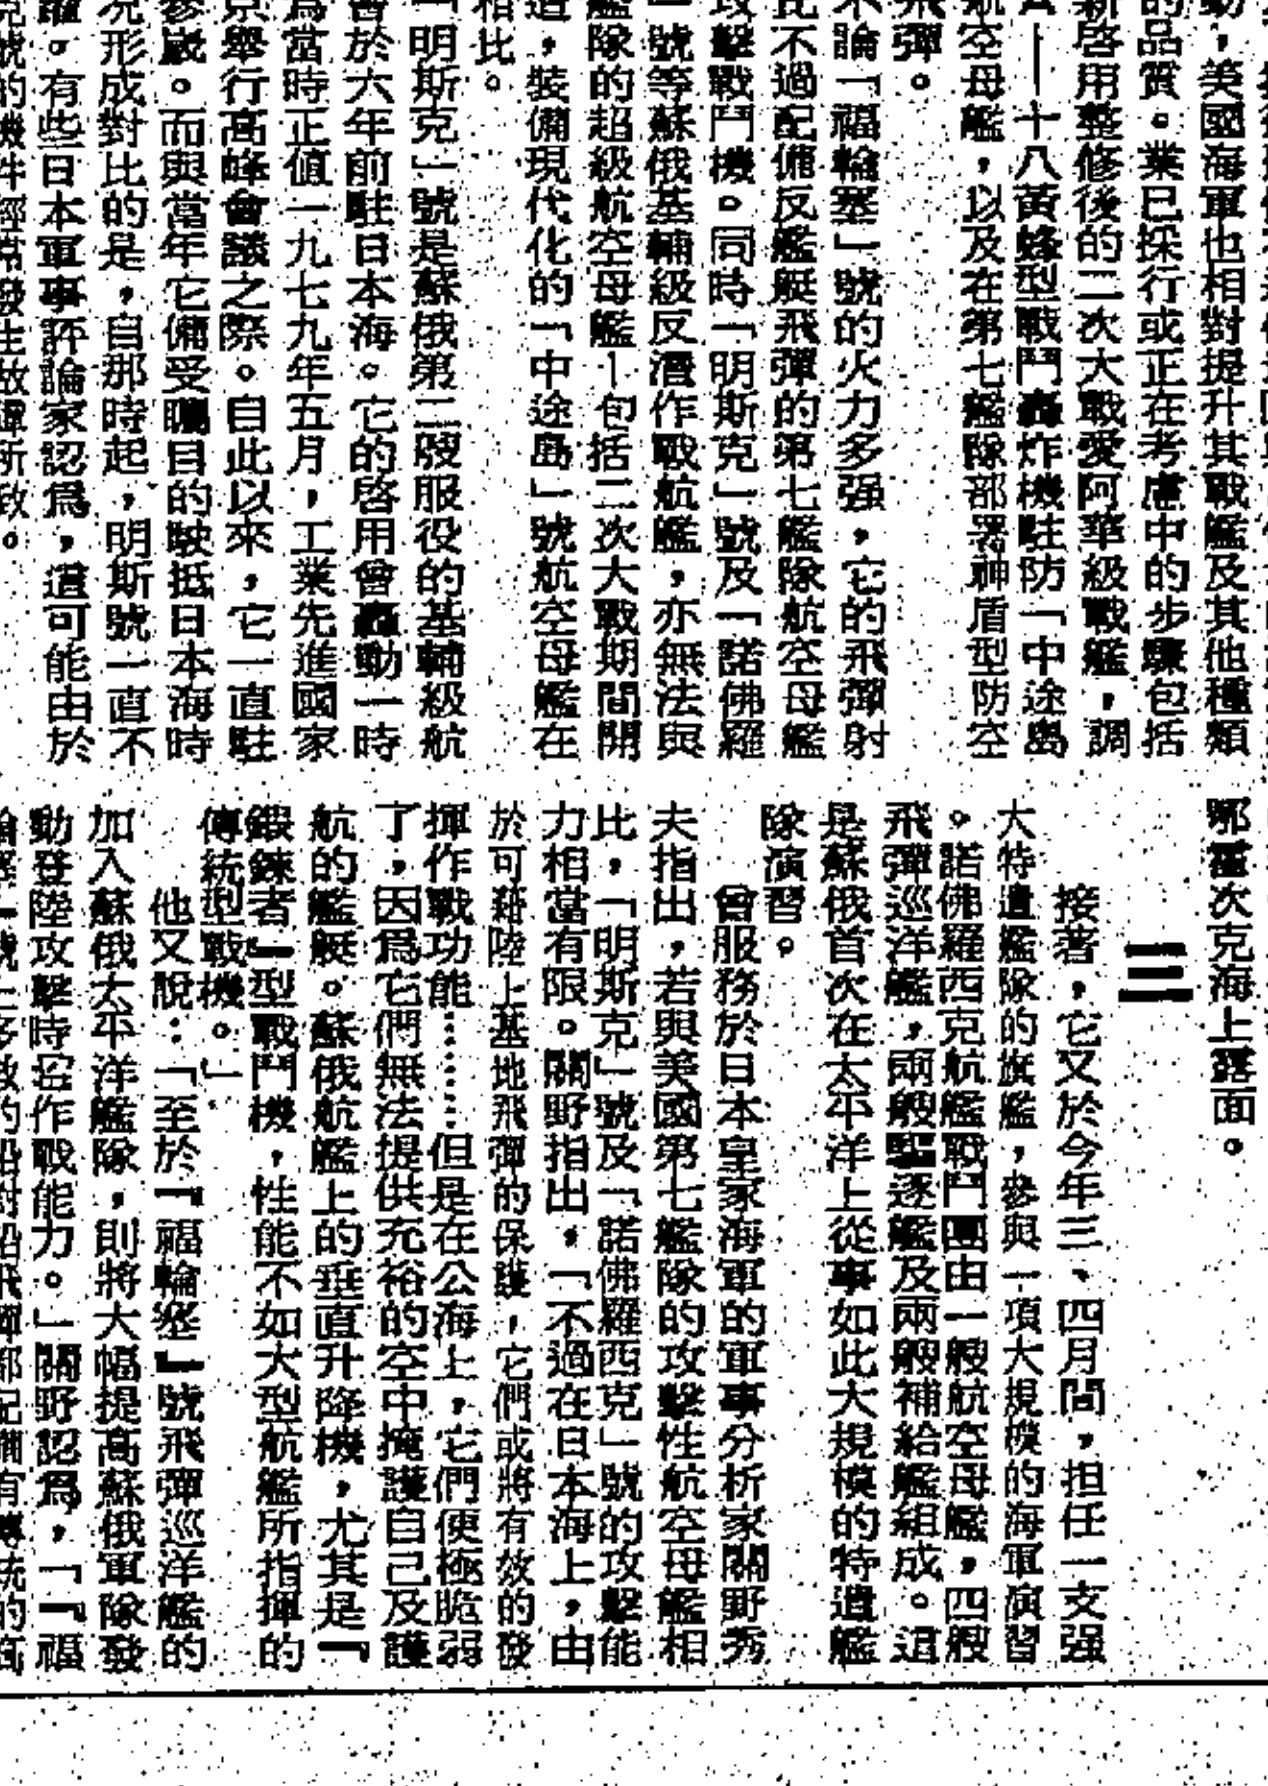 動，美國海軍也相對提升其戰艦及其他種類
的品質。業已採行或正在考慮中的步驟包括
新啓用整修後的二次大戰愛阿華級戰艦，調
A——十八黃蜂型戰鬥轟炸機駐防「中途島
航空母艦，以及在第七艦隊部署神盾型防空
飛彈。
不論「福輪塞」號的火力多强，它的飛彈射
比不過配備反艦艇飛彈的第七艦隊航空母艦
攻擊戰鬥機。同時「明斯克」號及「諾佛羅
」號等蘇俄基輔級反潛作戰航艦，亦無法與
艦隊的超級航空母艦—包括二次大戰期間開
造，裝備現代化的「中途島」號航空母艦在
相比。
「明斯克」號是蘇俄第二艘服役的基輔級航
曾於六年前駐日本海。它的啓用曾轟動一時
爲當時正值一九七九年五月，工業先進國家
京舉行高峰會議之際。自此以來，它一直駐
參崴。而與當年它備受矚目的駛抵日本海時
况形成對比的是，自那時起，明斯號一直不
。有些日本軍事評論家認爲，這可能由於
克號的機件經常發生故障所致。
哪霍次克海上露面。
三
接著，它又於今年三、四月間，担任一支强
大特遣艦隊的旗艦，參與一項大規模的海軍演習
。諾佛羅西克航艦戰鬥團由一艘航空母艦，四艘
飛彈巡洋艦，兩艘驅逐艦及兩艘補給艦組成。這
是蘇俄首次在太平洋上從事如此大規模的特遣艦
隊演習。
曾服務於日本皇家海軍的軍事分析家關野秀
夫指出，若與美國第七艦隊的攻擊性航空母艦相
比，「明斯克」號及「諾佛羅西克」號的攻擊能
力相當有限。關野指出，「不過在日本海上，由
於可藉陸上基地飛彈的保護，它們或將有效的發
揮作戰功能……但是在公海上，它們便極脆弱
了，因爲它們無法提供充裕的空中掩護自己及護
航的艦艇。蘇俄航艦上的垂直升降機，尤其是『
鍛鍊者』型戰鬥機，性能不如大型航艦所指揮的
傳統型戰機。」
他又說：「至於『福輪塞』號飛彈巡洋艦的
加入蘇俄太平洋艦隊，則將大幅提高蘇俄軍隊發
動登陸攻擊時的作戰能力。」關野認爲，「『福